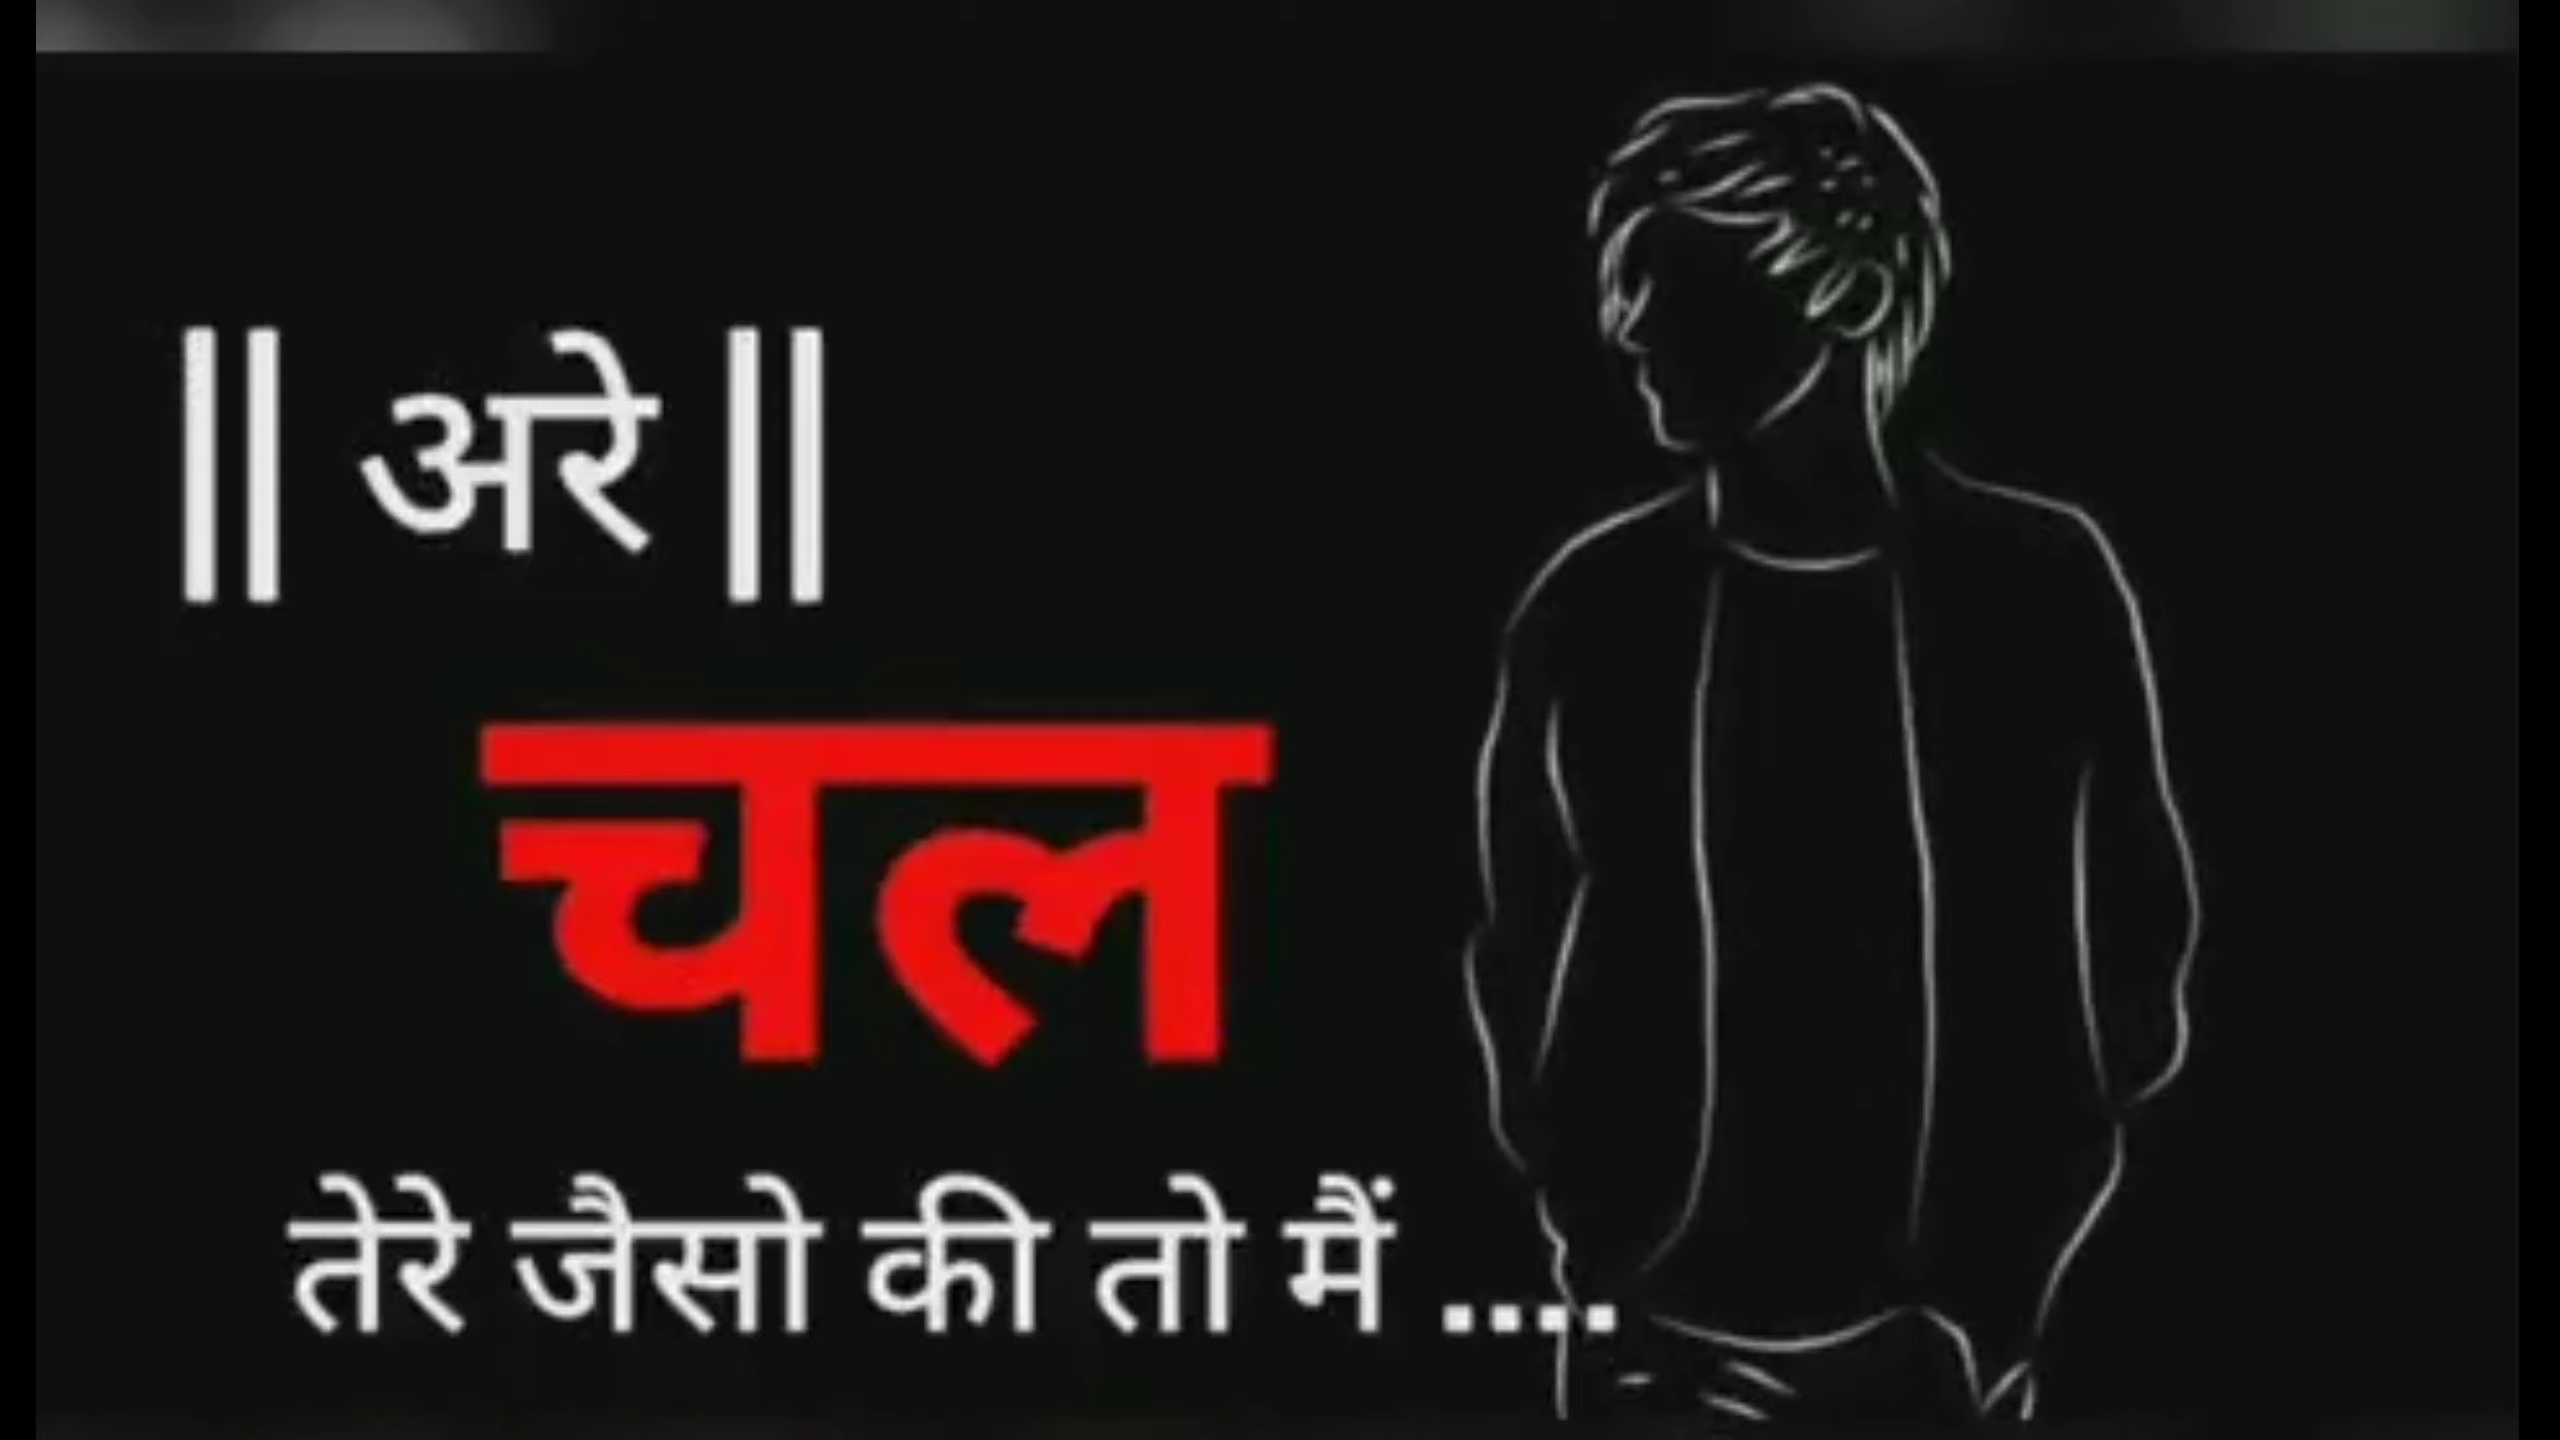 || अरे ||
चल
तेरे जैसो की तो मैं ....